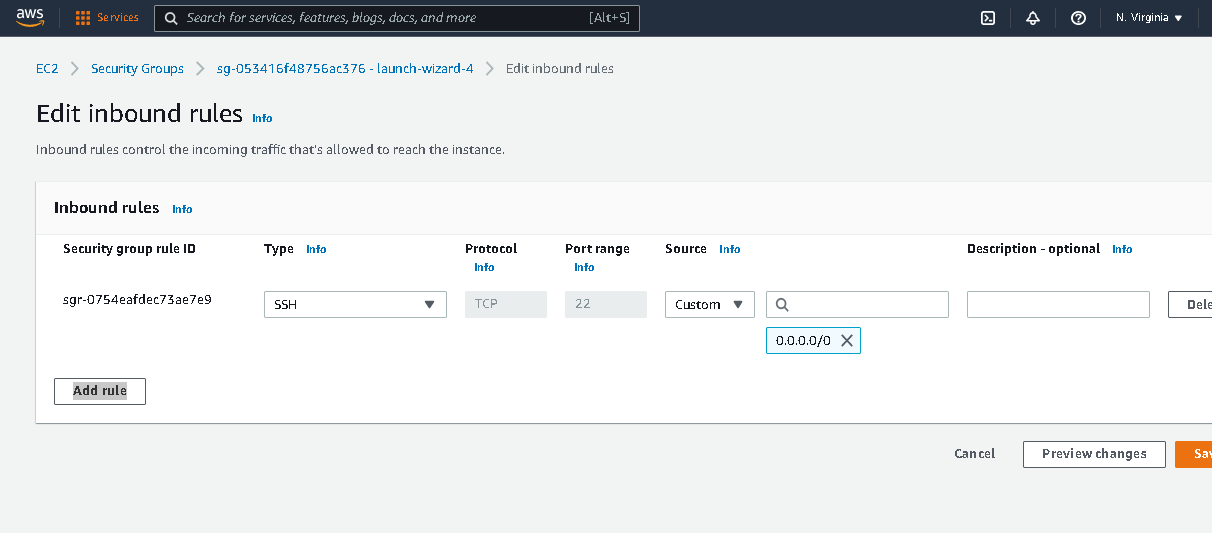 aws Services Search for services, features, blogs, docs, and more [Alt+S] N. Virginia
EC2 Security Groups sg-053416f48756ac376 - launch-wizard-4 Edit inbound rules
Edit inbound rules Info
Inbound rules control the incoming traffic that's allowed to reach the instance.
Inbound rules Info
Security group rule ID Type Info Protocol Info Port range Info Source Info Description - optional Info
sgr-0754eafdec73ae7e9 SSH TCP 22 Custom Dele
0.0.0.0/0
Add rule
Cancel Preview changes Sav